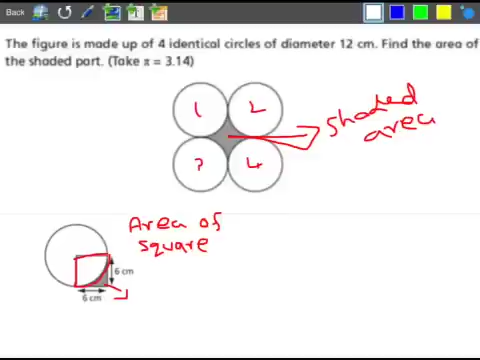 Back
The figure is made up of 4 identical circles of diameter 12 cm. Find the area of
the shaded part. (Take π = 3.14)
1 2
3 4
Shaded
area
Area of
square
6 cm
6 cm